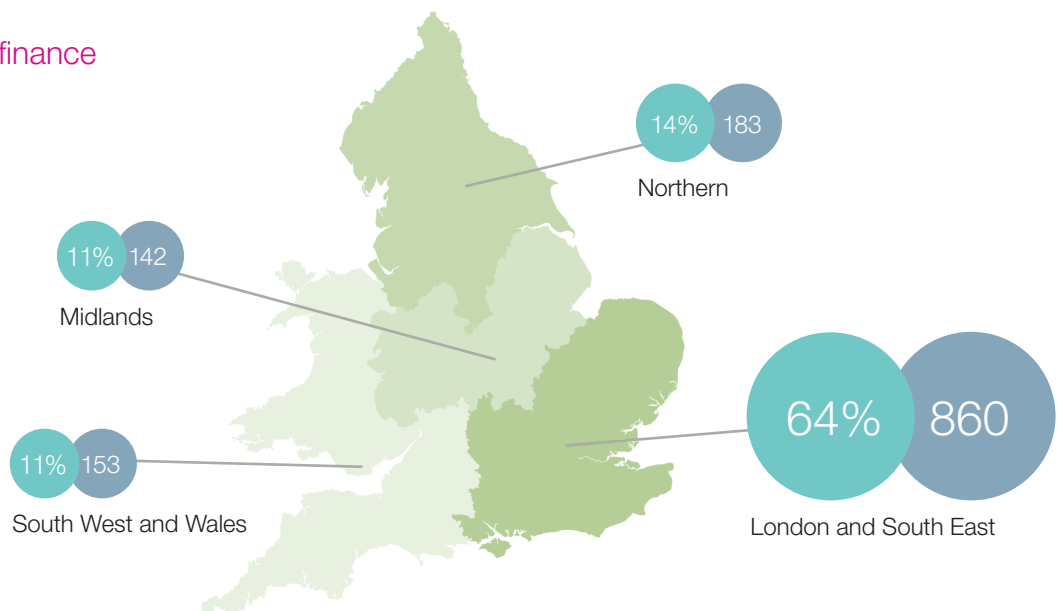 finance
14% 183
Northern
11% 142
Midlands
64% 860
London and South East
11% 153
South West and Wales